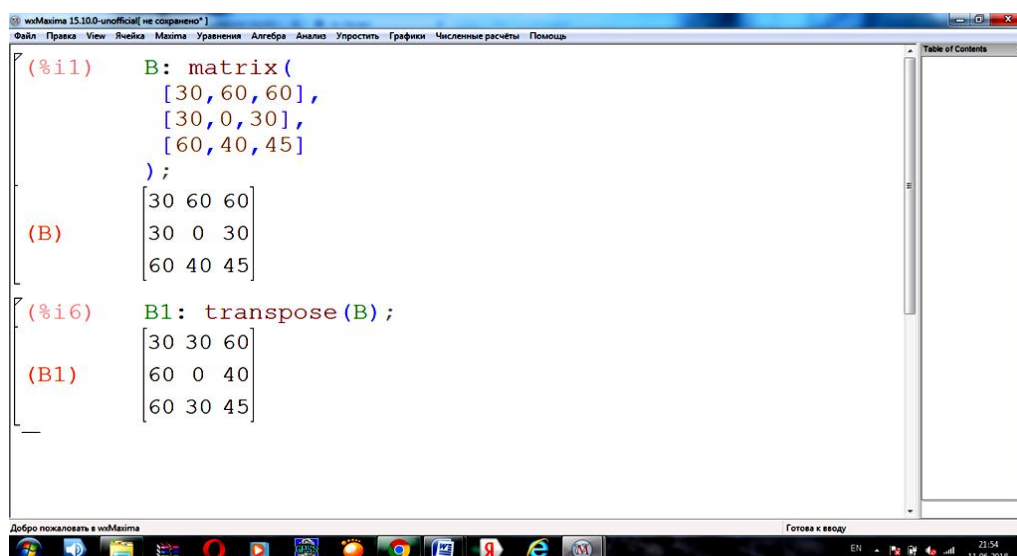 wxMaxima 15.10.0-unofficial[ не сохранено* ]
Файл Правка View Ячейка Maxima Уравнения Алгебра Анализ Упростить Графики Численные расчёты Помощь
Table of Contents
(%i1) B: matrix(
[30,60,60],
[30,0,30],
[60,40,45]
);
30 60 60
(B) 30 0 30
60 40 45
(%i6) B1: transpose(B);
30 30 60
(B1) 60 0 40
60 30 45
Добро пожаловать в wxMaxima
Готова к вводу
EN
21:54
11.06.2018